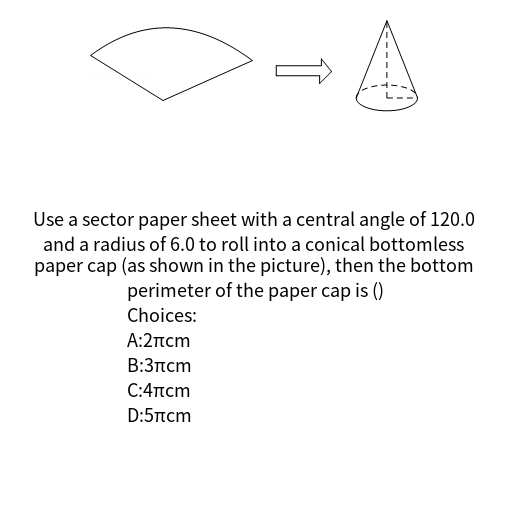 Use a sector paper sheet with a central angle of 120.0
and a radius of 6.0 to roll into a conical bottomless
paper cap (as shown in the picture), then the bottom
perimeter of the paper cap is ()
Choices:
A:2πcm
B:3πcm
C:4πcm
D:5πcm